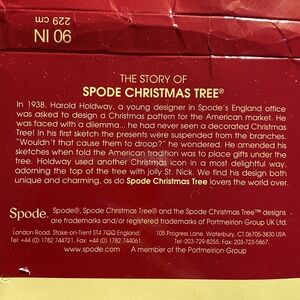 90 IN
229 cm
THE STORY OF
SPODE CHRISTMAS TREE®
In 1938, Harold Holdway, a young designer in Spode's England office
was asked to design a Christmas pattern for the American market. He
was faced with a dilemma... he had never seen a decorated Christmas
Tree! In his first sketch the presents were suspended from the branches.
"Wouldn't that cause them to droop?" he wondered. He amended his
sketches when told the American tradition was to place gifts under the
tree. Holdway used another Christmas icon in a most delightful way,
adorning the top of the tree with jolly St. Nick. We find his design both
unique and charming, as do Spode Christmas Tree lovers the world over.
Spode.
Spode®, Spode Christmas Tree® and the Spode Christmas Tree™ designs
are trademarks and/or registered trademarks of Portmeirion Group UK Ltd.
London Road, Stoke-on-Trent ST4 7QQ England
Tel: +44 (0) 1782 744721. Fax: +44 (0) 1782 744061.
105 Progress Lane, Waterbury, CT 06705-3830 USA
Tel: 203-729-8255. Fax: 203-723-5867.
www.spode.com A member of the Portmeirion Group